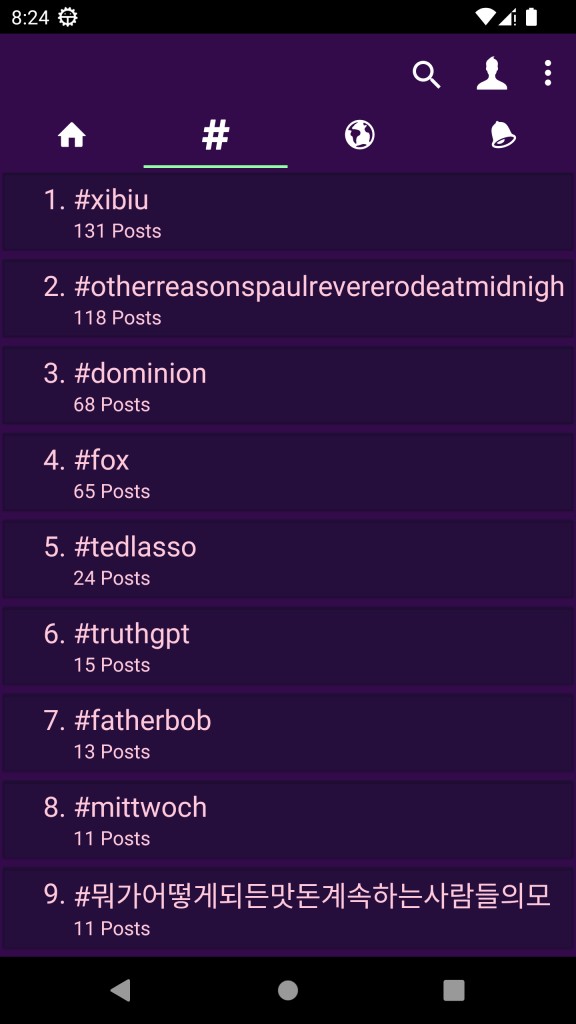 8:24
1. #xibiu
131 Posts
2. #otherreasonspaulrevererodeatmidnigh
118 Posts
3. #dominion
68 Posts
4. #fox
65 Posts
5. #tedlasso
24 Posts
6. #truthgpt
15 Posts
7. #fatherbob
13 Posts
8. #mittwoch
11 Posts
9. #뭐가어떻게되든맛돈계속하는사람들의모
11 Posts